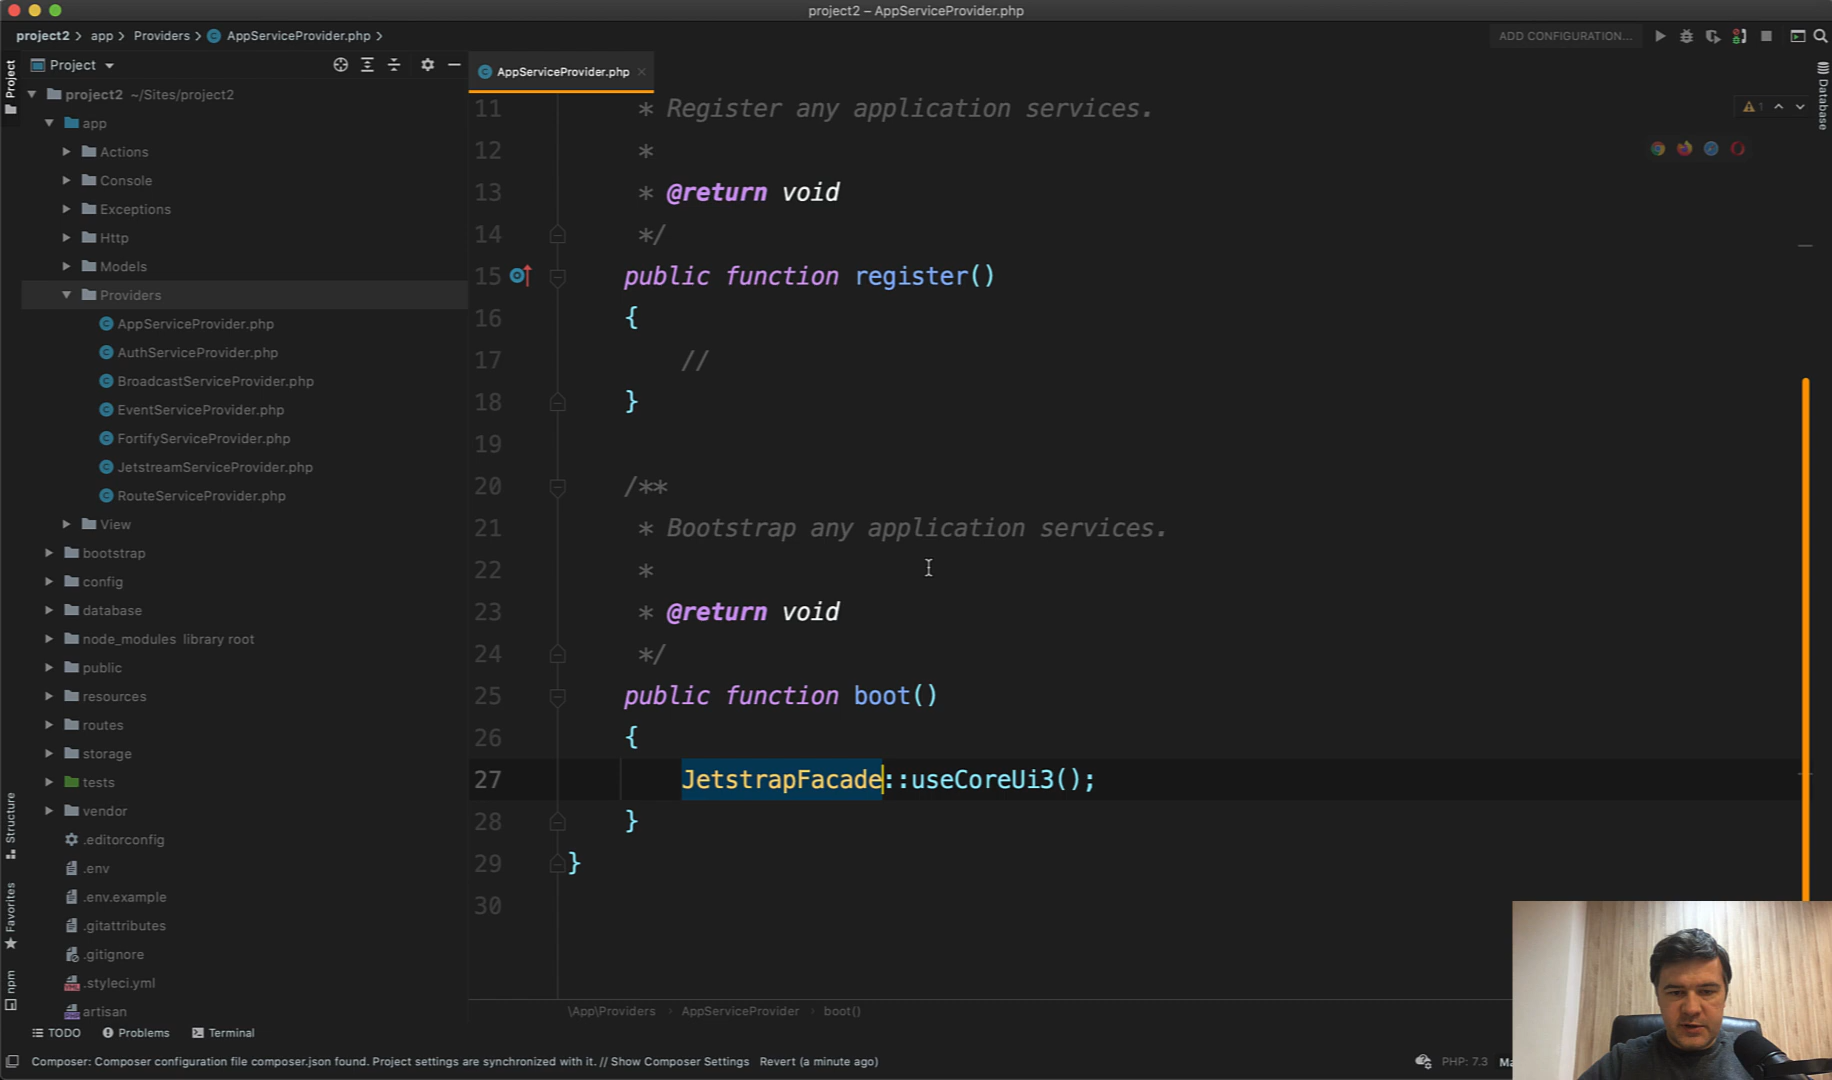 project2 – AppServiceProvider.php
project2 > app > Providers > AppServiceProvider.php >
ADD CONFIGURATION...
Project
Project
AppServiceProvider.php
Database
1
project2 ~/Sites/project2
app
Actions
Console
Exceptions
Http
Models
Providers
AppServiceProvider.php
AuthServiceProvider.php
BroadcastServiceProvider.php
EventServiceProvider.php
FortifyServiceProvider.php
JetstreamServiceProvider.php
RouteServiceProvider.php
View
bootstrap
config
database
node_modules library root
public
resources
routes
storage
tests
vendor
.editorconfig
.env
.env.example
.gitattributes
.gitignore
.styleci.yml
artisan
Structure
Favorites
npm
11 * Register any application services.
12 *
13 * @return void
14 */
15 public function register()
16 {
17 //
18 }
19
20 /**
21 * Bootstrap any application services.
22 *
23 * @return void
24 */
25 public function boot()
26 {
27 JetstrapFacade::useCoreUi3();
28 }
29 }
30
\App\Providers > AppServiceProvider > boot()
TODO Problems Terminal
Composer: Composer configuration file composer.json found. Project settings are synchronized with it. // Show Composer Settings Revert (a minute ago)
PHP: 7.3